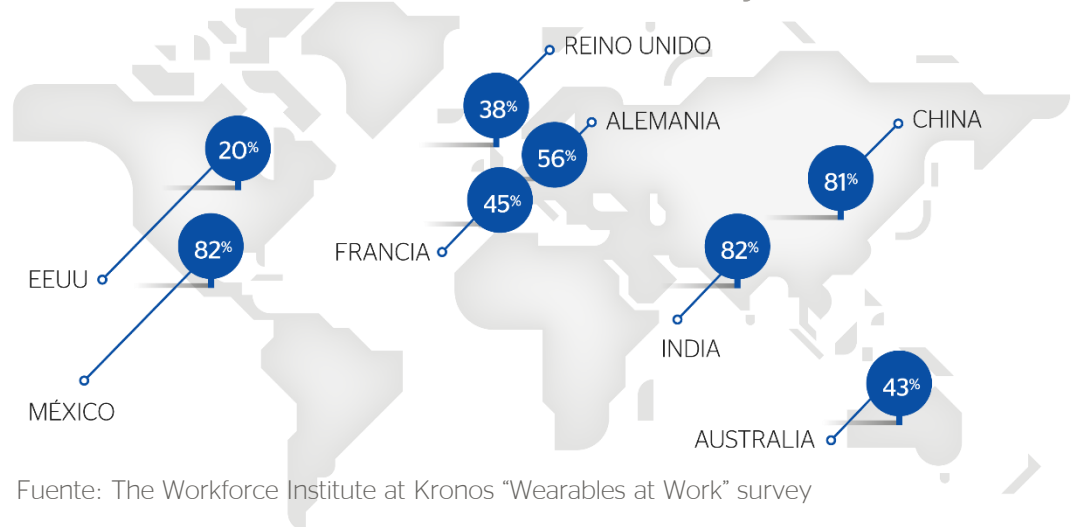 REINO UNIDO
38%
ALEMANIA
56%
CHINA
81%
20%
45%
FRANCIA
82%
EEUU
82%
INDIA
MÉXICO
43%
AUSTRALIA
Fuente: The Workforce Institute at Kronos “Wearables at Work” survey